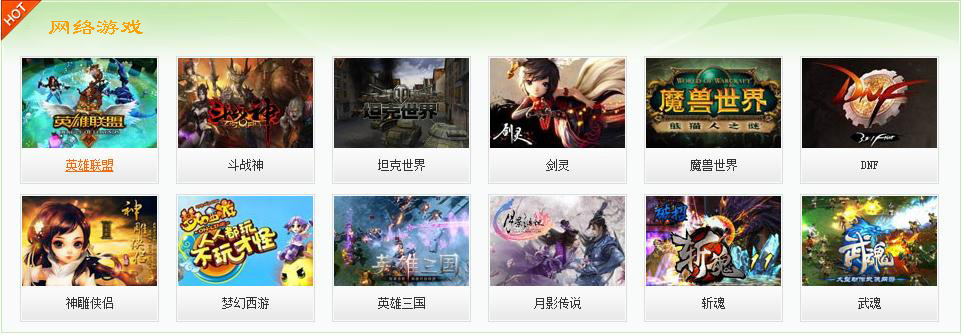 HOT
网络游戏
英雄联盟
LEAGUE OF LEGENDS
斗战神
坦克世界
剑灵
WORLD OF WARCRAFT
魔兽世界
熊猫人之谜
DNF
英雄联盟
斗战神
坦克世界
剑灵
魔兽世界
DNF
神雕侠侣
II
梦幻西游
人人都玩
不玩才怪
英雄三国
月影传说
斩魂
武魂
神雕侠侣
梦幻西游
英雄三国
月影传说
斩魂
武魂